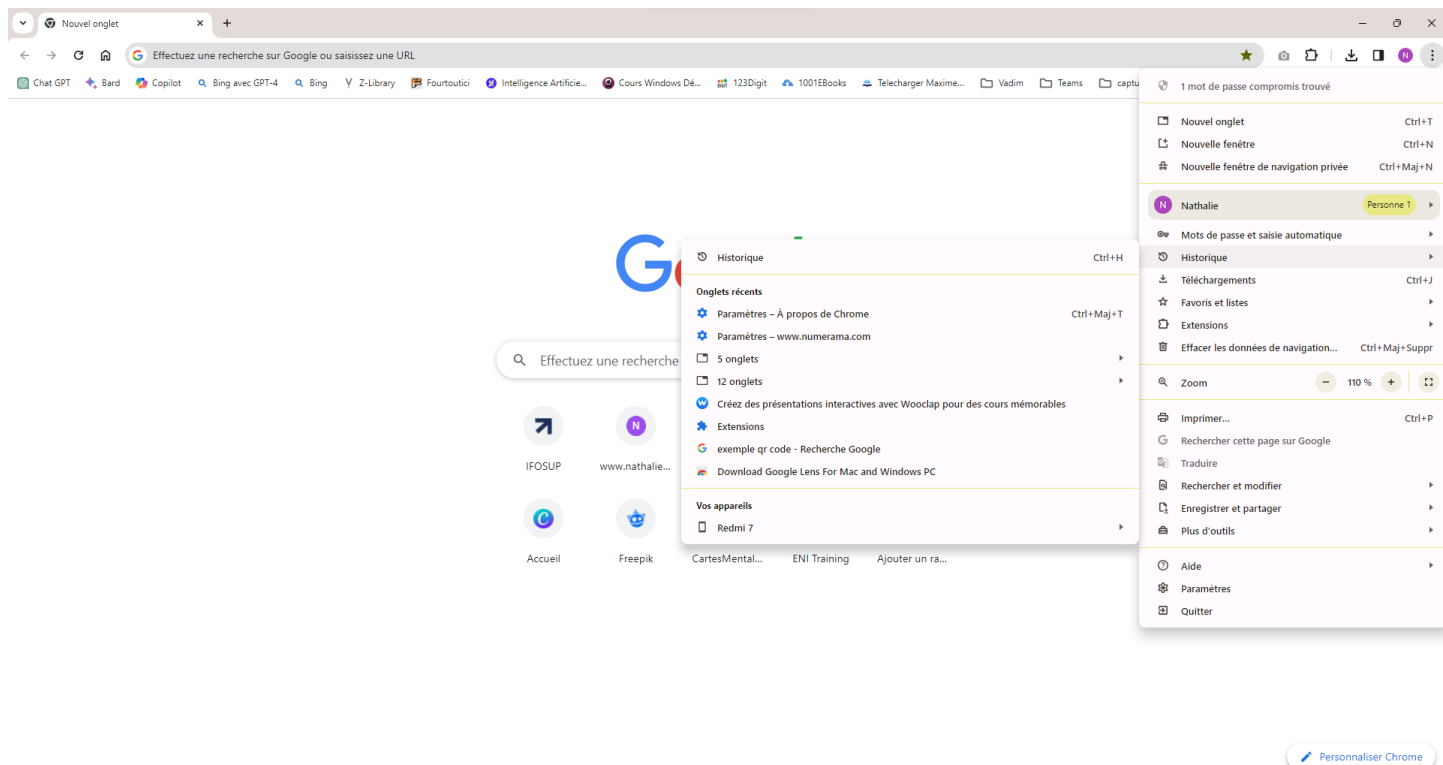 Nouvel onglet
Effectuez une recherche sur Google ou saisissez une URL
N
Chat GPT Bard Copilot Bing avec GPT-4 Bing Z-Library Fourtoutici Intelligence Artificie... Cours Windows Dé... 123Digit 1001EBooks Telecharger Maxime... Vadim Teams captu
1 mot de passe compromis trouvé
Nouvel onglet Ctrl+T
Nouvelle fenêtre Ctrl+N
Nouvelle fenêtre de navigation privée Ctrl+Maj+N
N Nathalie Personne 1
Mots de passe et saisie automatique
Historique
Téléchargements Ctrl+J
Favoris et listes
Extensions
Effacer les données de navigation... Ctrl+Maj+Suppr
Zoom - 110 % +
Imprimer... Ctrl+P
Rechercher cette page sur Google
Traduire
Rechercher et modifier
Enregistrer et partager
Plus d'outils
Aide
Paramètres
Quitter
Historique Ctrl+H
Onglets récents
Paramètres – À propos de Chrome Ctrl+Maj+T
Paramètres – www.numerama.com
5 onglets
12 onglets
Créez des présentations interactives avec Wooclap pour des cours mémorables
Extensions
exemple qr code - Recherche Google
Download Google Lens For Mac and Windows PC
Vos appareils
Redmi 7
G
Effectuez une recherche
N
IFOSUP www.nathalie...
Accueil Freepik CartesMental... ENI Training Ajouter un ra...
Personnaliser Chrome